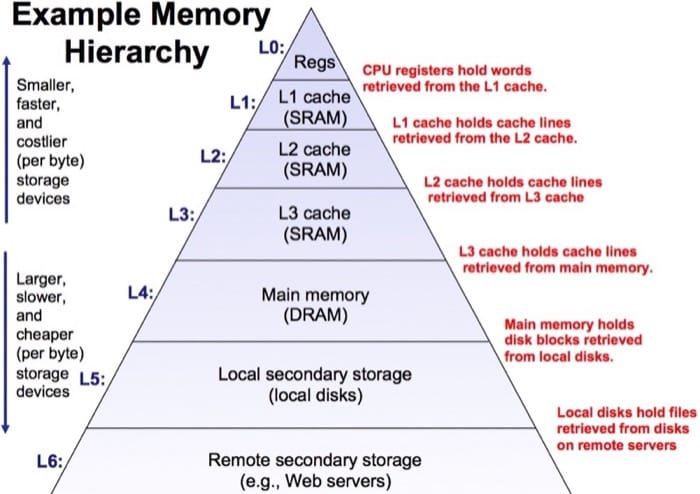 Example Memory
Hierarchy
Smaller,
faster,
and
costlier
(per byte)
storage
devices
Larger,
slower,
and
cheaper
(per byte)
storage
devices
L0:
Regs
CPU registers hold words
retrieved from the L1 cache.
L1:
L1 cache
(SRAM)
L1 cache holds cache lines
retrieved from the L2 cache.
L2:
L2 cache
(SRAM)
L2 cache holds cache lines
retrieved from L3 cache
L3:
L3 cache
(SRAM)
L3 cache holds cache lines
retrieved from main memory.
L4:
Main memory
(DRAM)
Main memory holds
disk blocks retrieved
from local disks.
L5:
Local secondary storage
(local disks)
Local disks hold files
retrieved from disks
on remote servers
L6:
Remote secondary storage
(e.g., Web servers)